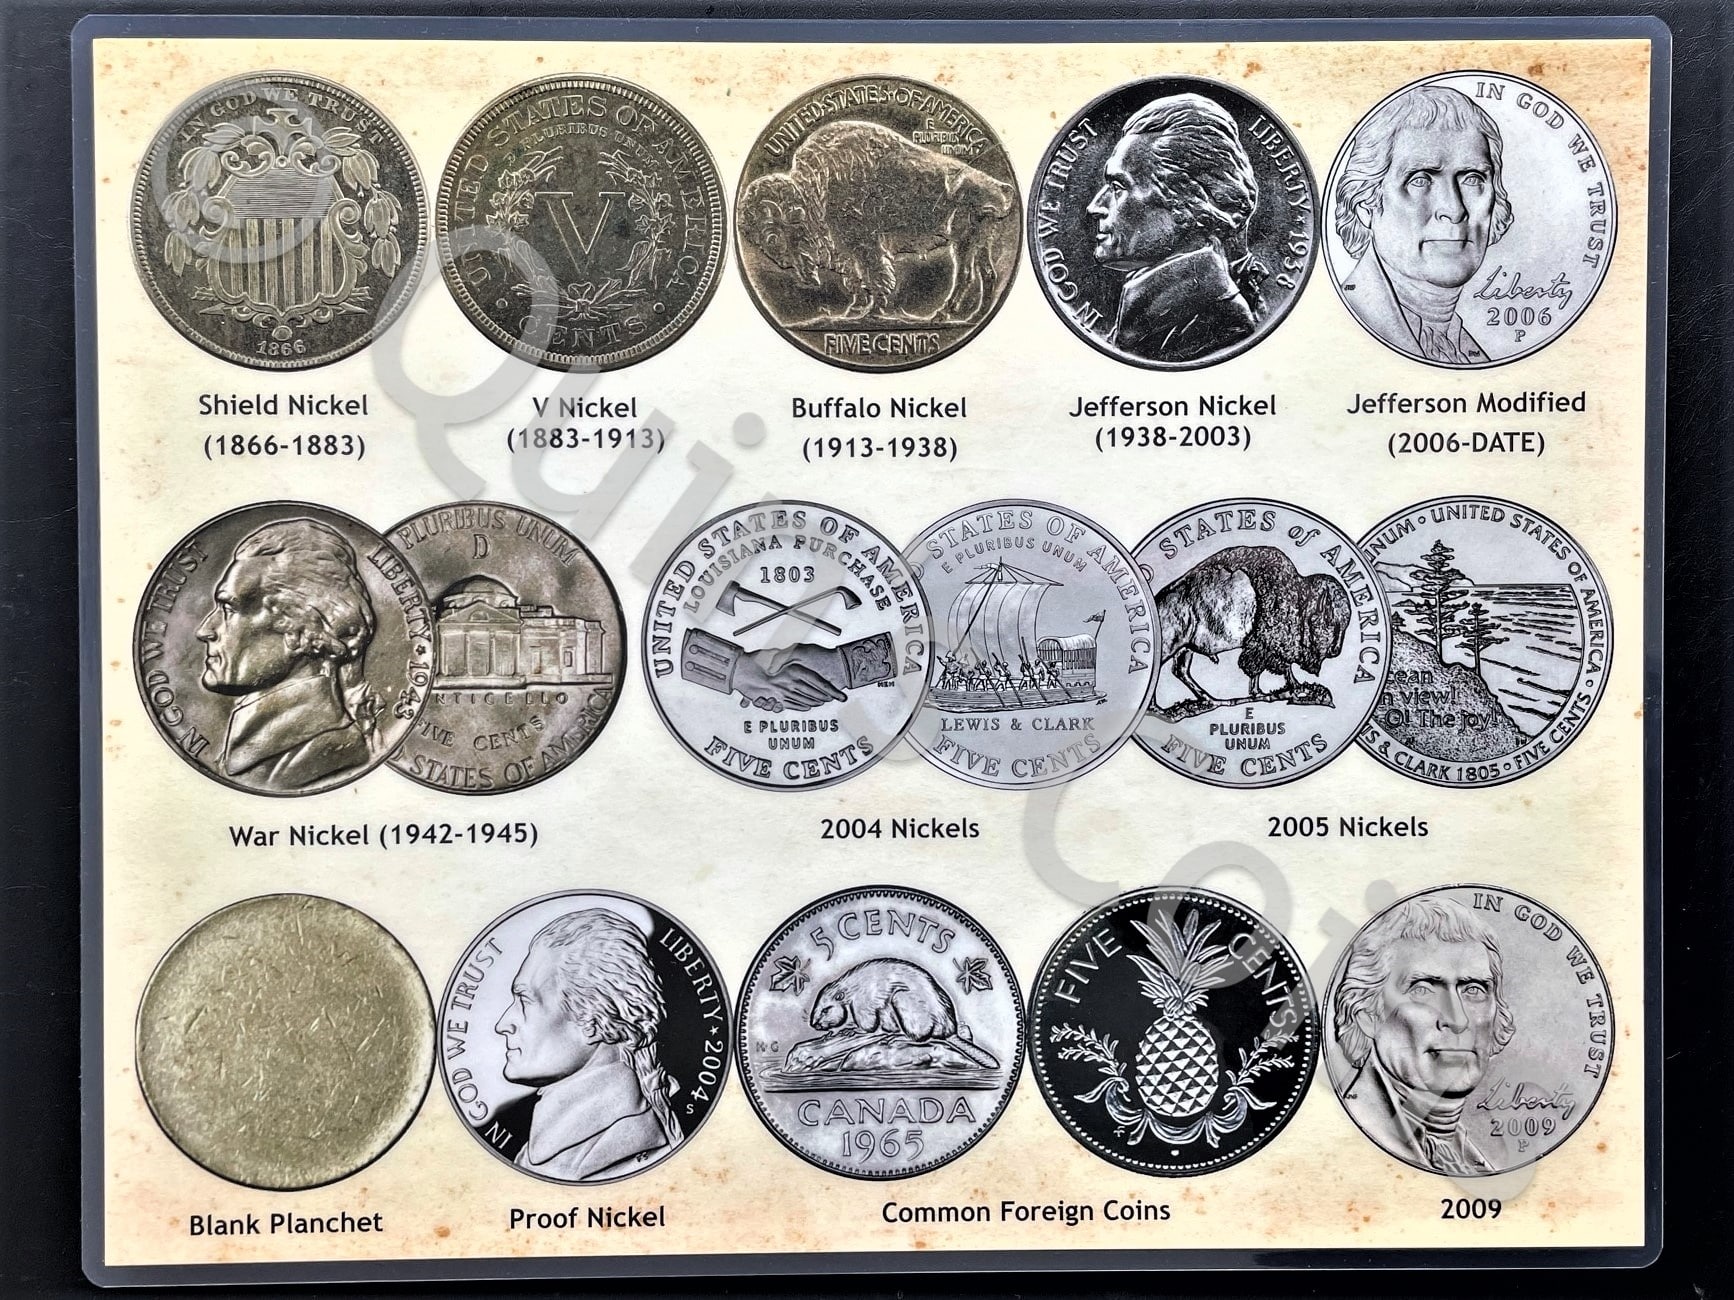 IN GOD WE TRUST
1866
UNITED STATES OF AMERICA
E PLURIBUS UNUM
V
CENTS
UNITED STATES OF AMERICA
E
PLURIBUS
UNUM
FIVE CENTS
IN GOD WE TRUST
LIBERTY ★ 1938
IN GOD WE TRUST
Liberty
2006
P
Shield Nickel
(1866-1883)
V Nickel
(1883-1913)
Buffalo Nickel
(1913-1938)
Jefferson Nickel
(1938-2003)
Jefferson Modified
(2006-DATE)
IN GOD WE TRUST
LIBERTY ★ 1943
PLURIBUS UNUM
D
NTICELLO
FIVE CENTS
STATES OF AMERICA
UNITED STATES OF AMERICA
LOUISIANA PURCHASE
1803
E PLURIBUS
UNUM
FIVE CENTS
STATES OF AMERICA
E PLURIBUS UNUM
LEWIS & CLARK
FIVE CENTS
STATES of AMERICA
E
PLURIBUS
UNUM
FIVE CENTS
NUM • UNITED STATES OF AMERICA • FIVE CENTS
ean
n view!
O! The joy!
IS & CLARK 1805
War Nickel (1942-1945)
2004 Nickels
2005 Nickels
IN GOD WE TRUST
LIBERTY ★ 2004
S
5 CENTS
K·G
CANADA
1965
FIVE CENTS
IN GOD WE TRUST
Liberty
2009
P
Blank Planchet
Proof Nickel
Common Foreign Coins
2009